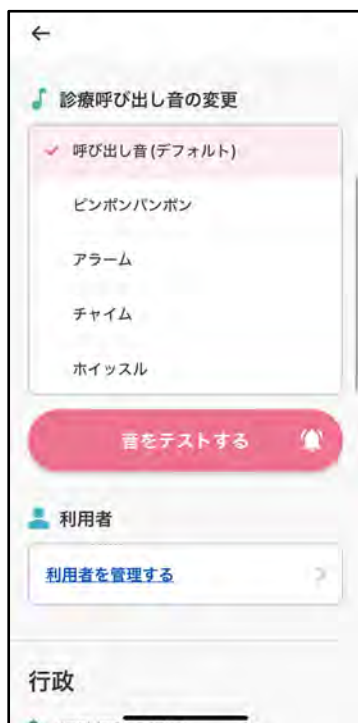 診療呼び出し音の変更
呼び出し音(デフォルト)
ピンポンパンポン
アラーム
チャイム
ホイッスル
音をテストする
利用者
利用者を管理する
行政